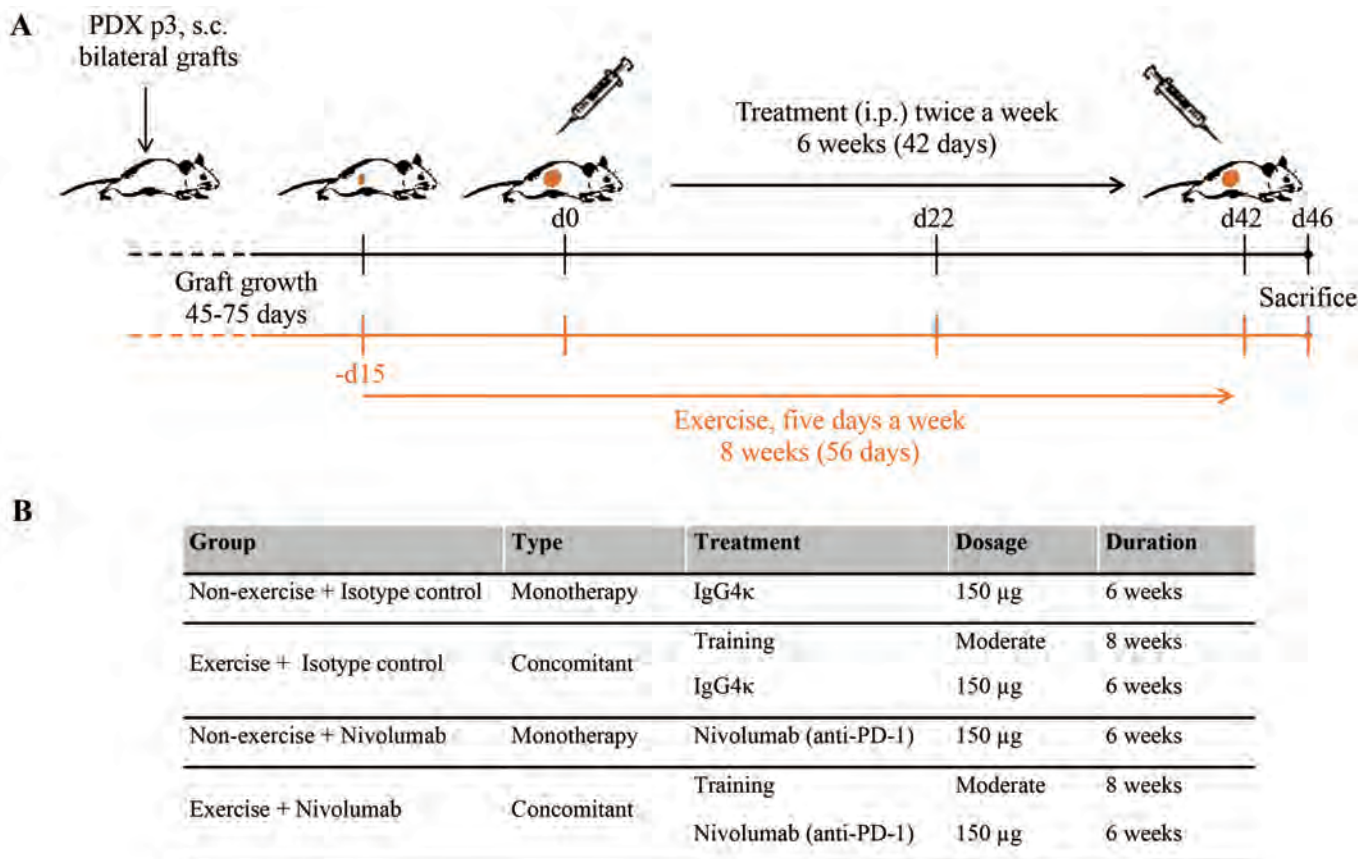 A
PDX p3, s.c.
bilateral grafts
Treatment (i.p.) twice a week
6 weeks (42 days)
d0
d22
d42
d46
Graft growth
45-75 days
Sacrifice
-d15
Exercise, five days a week
8 weeks (56 days)
B
Group Type Treatment Dosage Duration
Non-exercise + Isotype control Monotherapy IgG4κ 150 µg 6 weeks
Exercise + Isotype control Concomitant Training Moderate 8 weeks
IgG4κ 150 µg 6 weeks
Non-exercise + Nivolumab Monotherapy Nivolumab (anti-PD-1) 150 µg 6 weeks
Exercise + Nivolumab Concomitant Training Moderate 8 weeks
Nivolumab (anti-PD-1) 150 µg 6 weeks